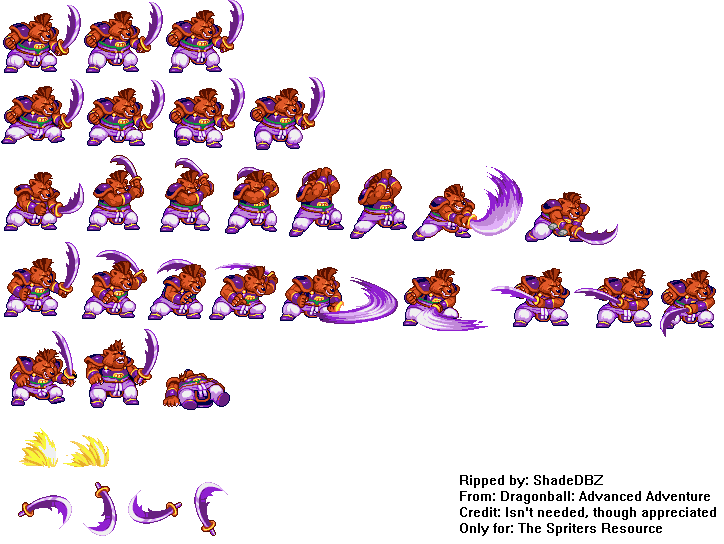 Ripped by: ShadeDBZ
From: Dragonball: Advanced Adventure
Credit: Isn't needed, though appreciated
Only for: The Spriters Resource